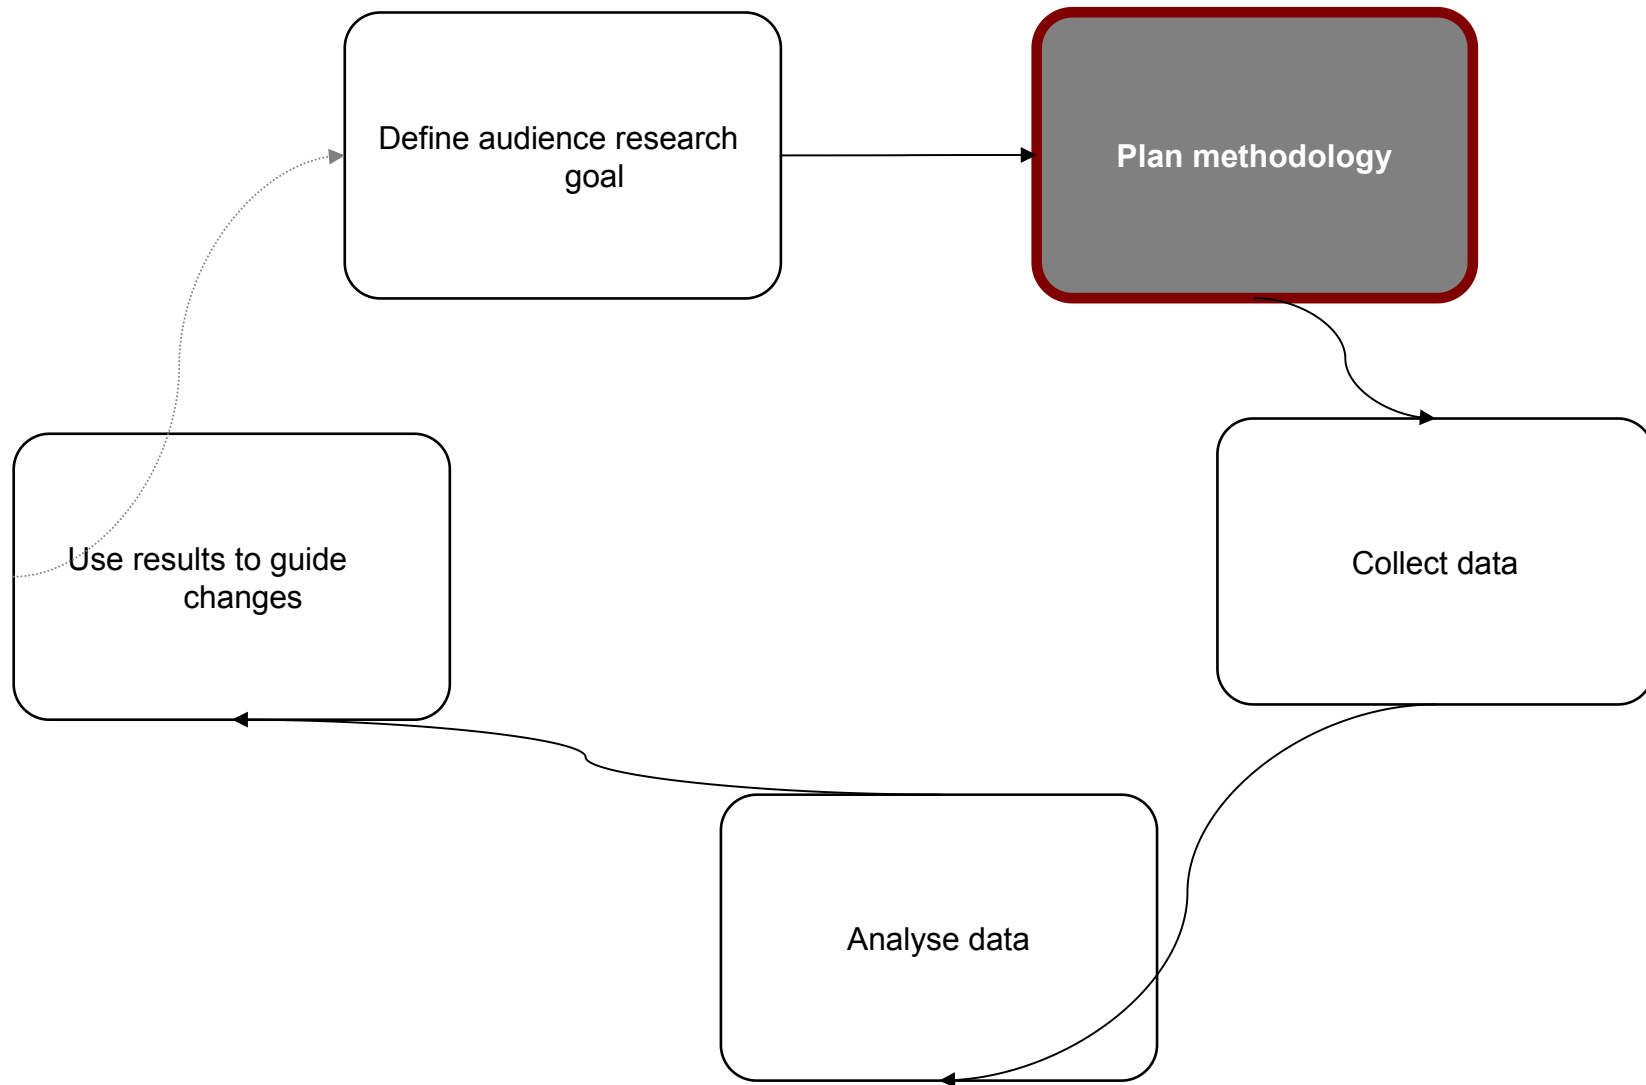 Define audience research
goal
Plan methodology
Collect data
Analyse data
Use results to guide
changes